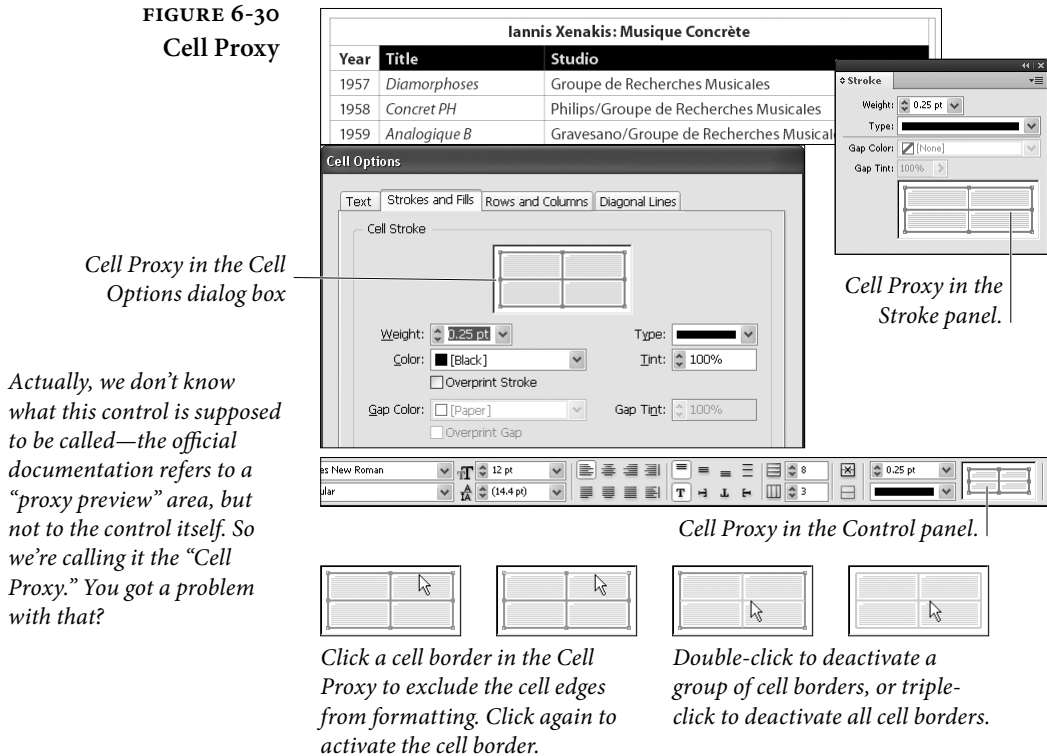 FIGURE 6-30
Cell Proxy
Iannis Xenakis: Musique Concrète
Year Title Studio
1957 Diamorphoses Groupe de Recherches Musicales
1958 Concret PH Philips/Groupe de Recherches Musicales
1959 Analogique B Gravesano/Groupe de Recherches Musical
Stroke
Weight: 0.25 pt
Type:
Gap Color: [None]
Gap Tint: 100%
Cell Proxy in the
Stroke panel.
Cell Options
Text Strokes and Fills Rows and Columns Diagonal Lines
Cell Stroke
Cell Proxy in the Cell
Options dialog box
Weight: 0.25 pt Type:
Color: [Black] Tint: 100%
Overprint Stroke
Gap Color: [Paper] Gap Tint: 100%
Overprint Gap
Actually, we don't know
what this control is supposed
to be called—the official
documentation refers to a
“proxy preview” area, but
not to the control itself. So
we're calling it the “Cell
Proxy.” You got a problem
with that?
es New Roman 12 pt 8 0.25 pt
ular (14.4 pt) T 3
Cell Proxy in the Control panel.
Click a cell border in the Cell
Proxy to exclude the cell edges
from formatting. Click again to
activate the cell border.
Double-click to deactivate a
group of cell borders, or triple-
click to deactivate all cell borders.